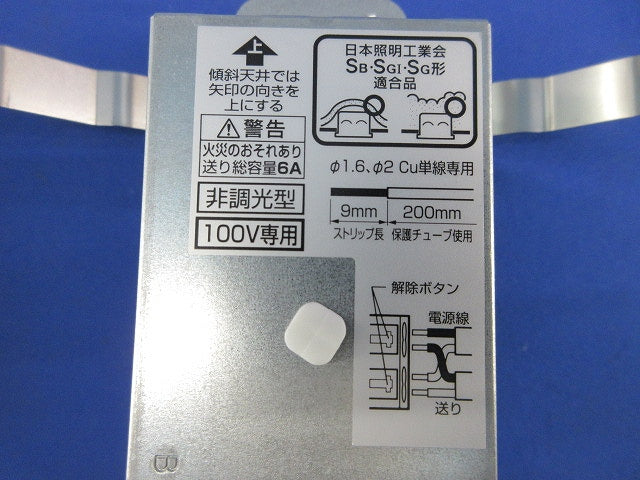 上
傾斜天井では
矢印の向きを
上にする
警告
火災のおそれあり
送り総容量6A
非調光型
100V専用
日本照明工業会
SB・SGI・SG形
適合品
φ1.6、φ2 Cu単線専用
9mm 200mm
ストリップ長 保護チューブ使用
解除ボタン
電源線
送り
B